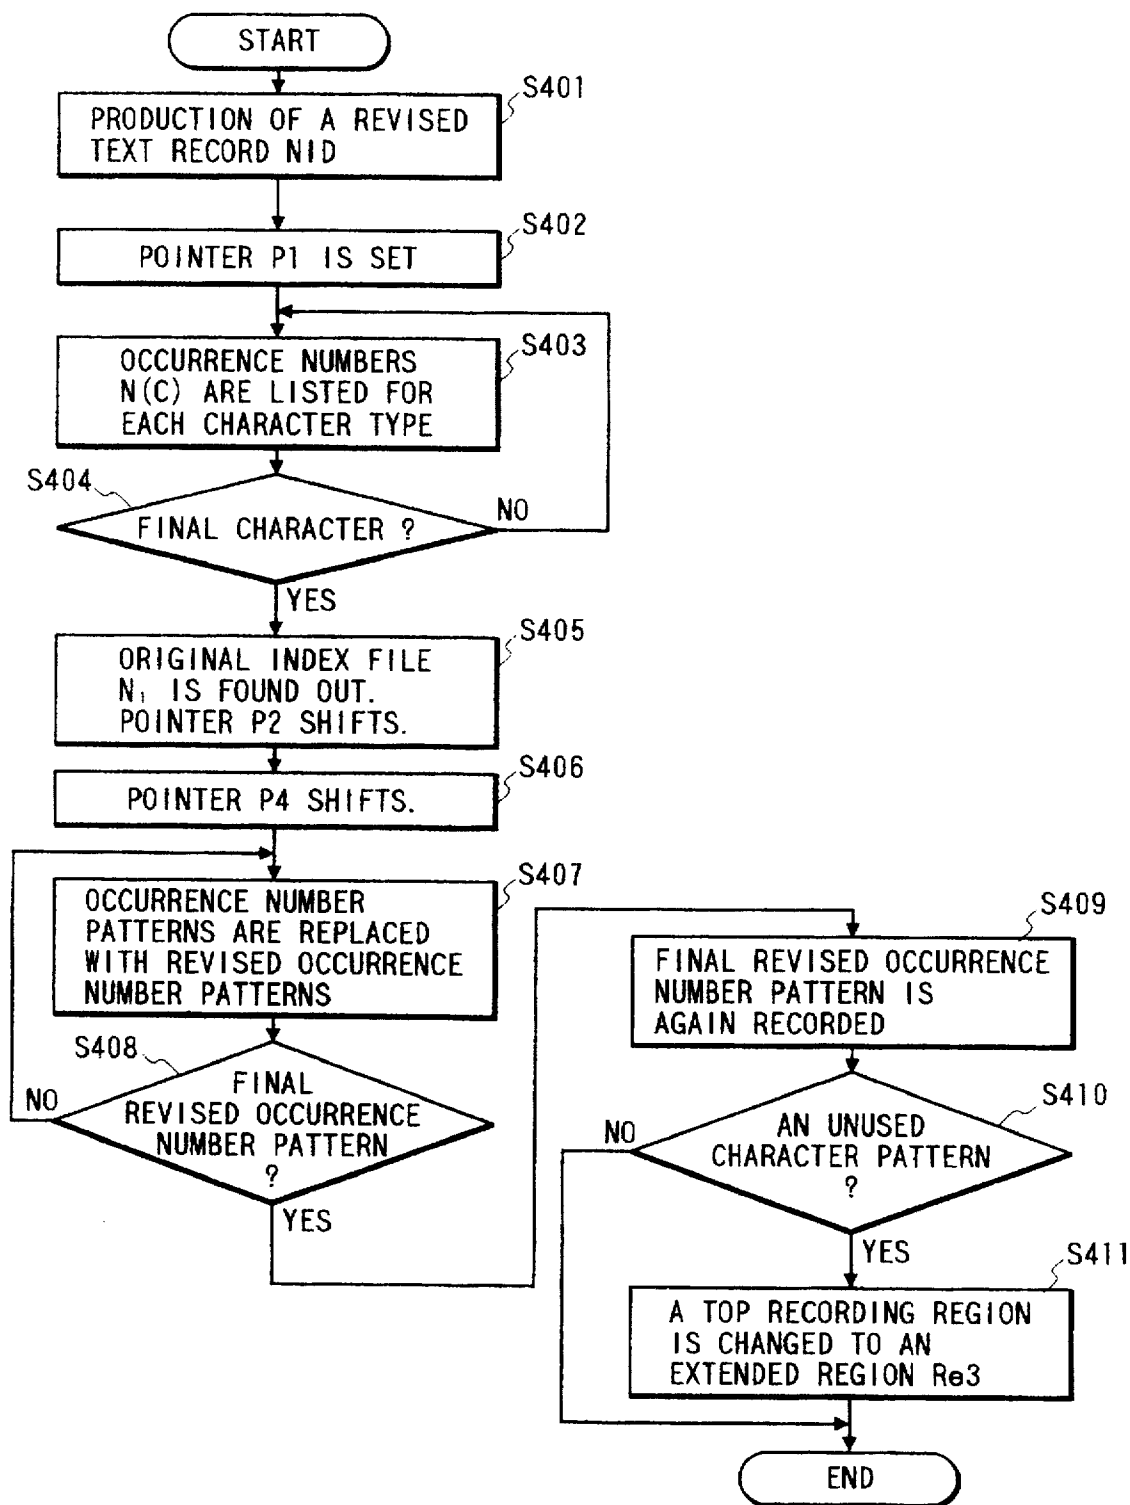 START
S401
PRODUCTION OF A REVISED
TEXT RECORD NID
S402
POINTER P1 IS SET
S403
OCCURRENCE NUMBERS
N(C) ARE LISTED FOR
EACH CHARACTER TYPE
S404
FINAL CHARACTER ?
NO
YES
S405
ORIGINAL INDEX FILE
N₁ IS FOUND OUT.
POINTER P2 SHIFTS.
S406
POINTER P4 SHIFTS.
S407
OCCURRENCE NUMBER
PATTERNS ARE REPLACED
WITH REVISED OCCURRENCE
NUMBER PATTERNS
S408
FINAL
REVISED OCCURRENCE
NUMBER PATTERN
?
NO
YES
S409
FINAL REVISED OCCURRENCE
NUMBER PATTERN IS
AGAIN RECORDED
S410
AN UNUSED
CHARACTER PATTERN
?
NO
YES
S411
A TOP RECORDING REGION
IS CHANGED TO AN
EXTENDED REGION Re3
END